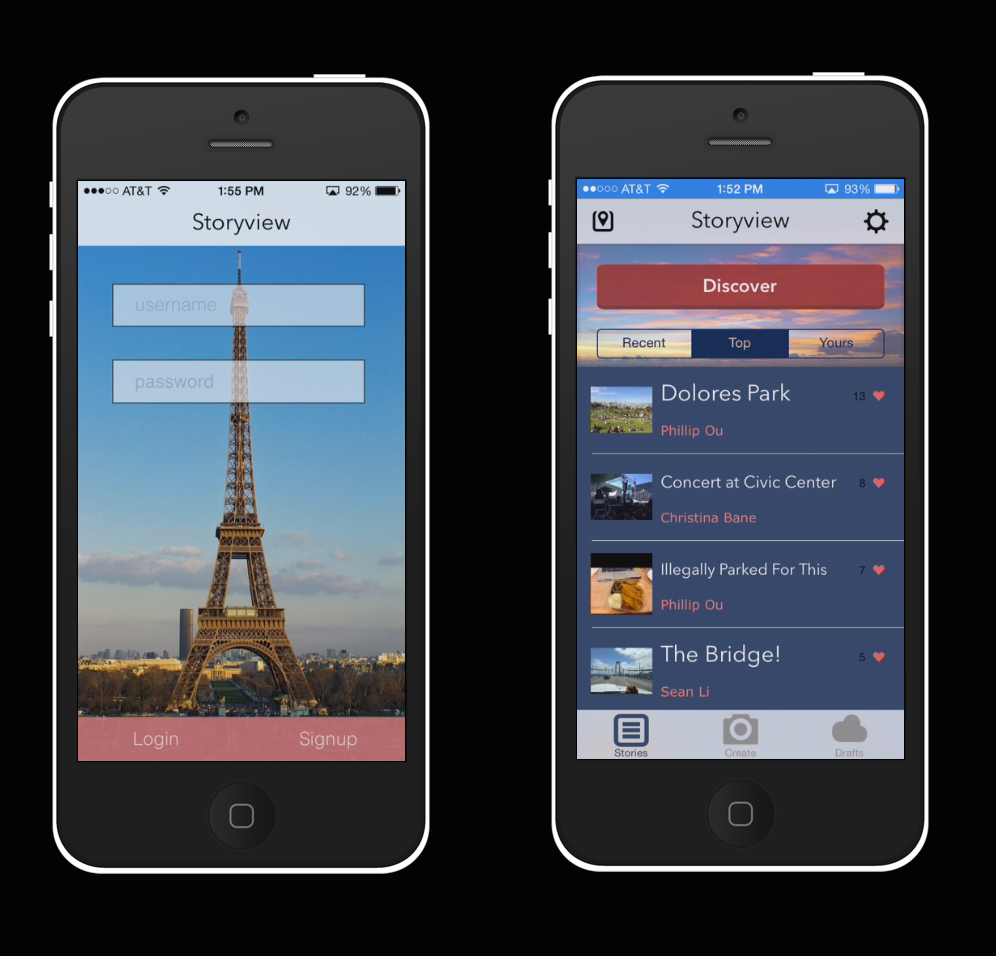 AT&T 1:55 PM 92%
Storyview
username
password
Login Signup
AT&T 1:52 PM 93%
Storyview
Discover
Recent Top Yours
Dolores Park 13
Phillip Ou
Concert at Civic Center 8
Christina Bane
Illegally Parked For This 7
Phillip Ou
The Bridge! 5
Sean Li
Stories Create Drafts